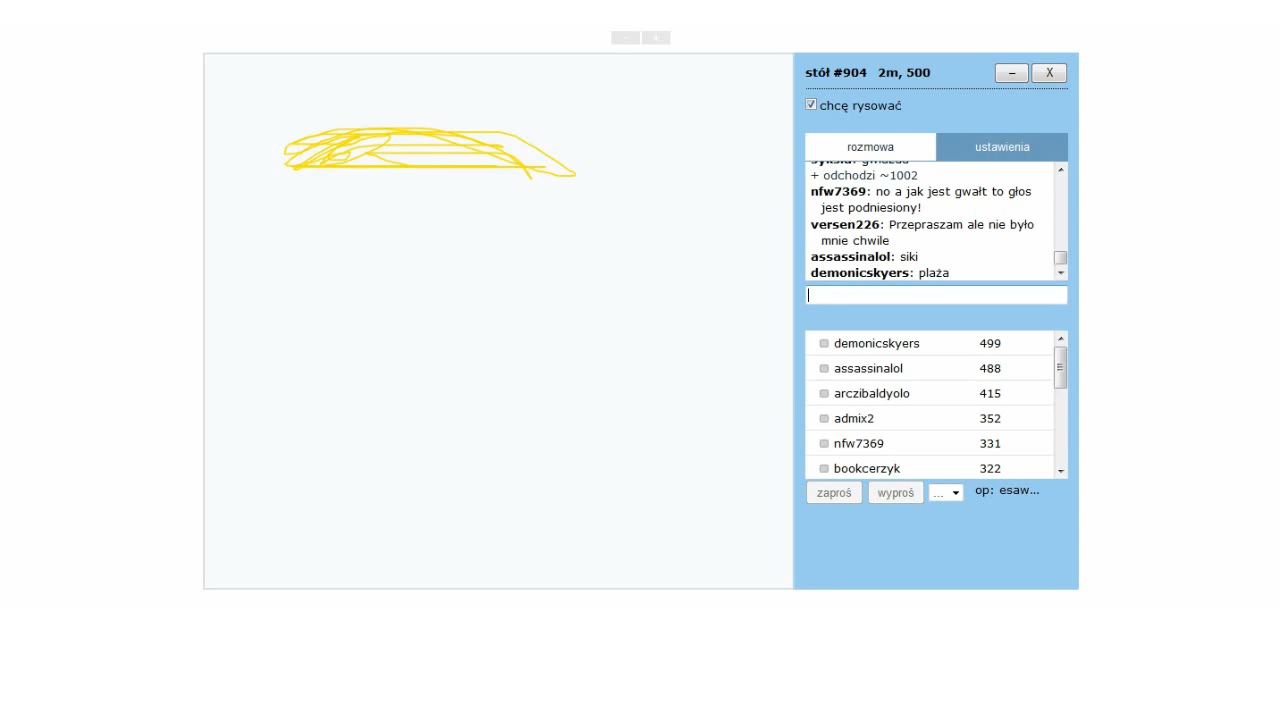 stół #904 2m, 500
– X
chcę rysować
rozmowa ustawienia
+ odchodzi ~1002
nfw7369: no a jak jest gwałt to głos
jest podniesiony!
versen226: Przepraszam ale nie było
mnie chwile
assassinalol: siki
demonicskyers: plaża
demonicskyers 499
assassinalol 488
arczibaldyolo 415
admix2 352
nfw7369 331
bookcerzyk 322
zaproś wyproś ... op: esaw...